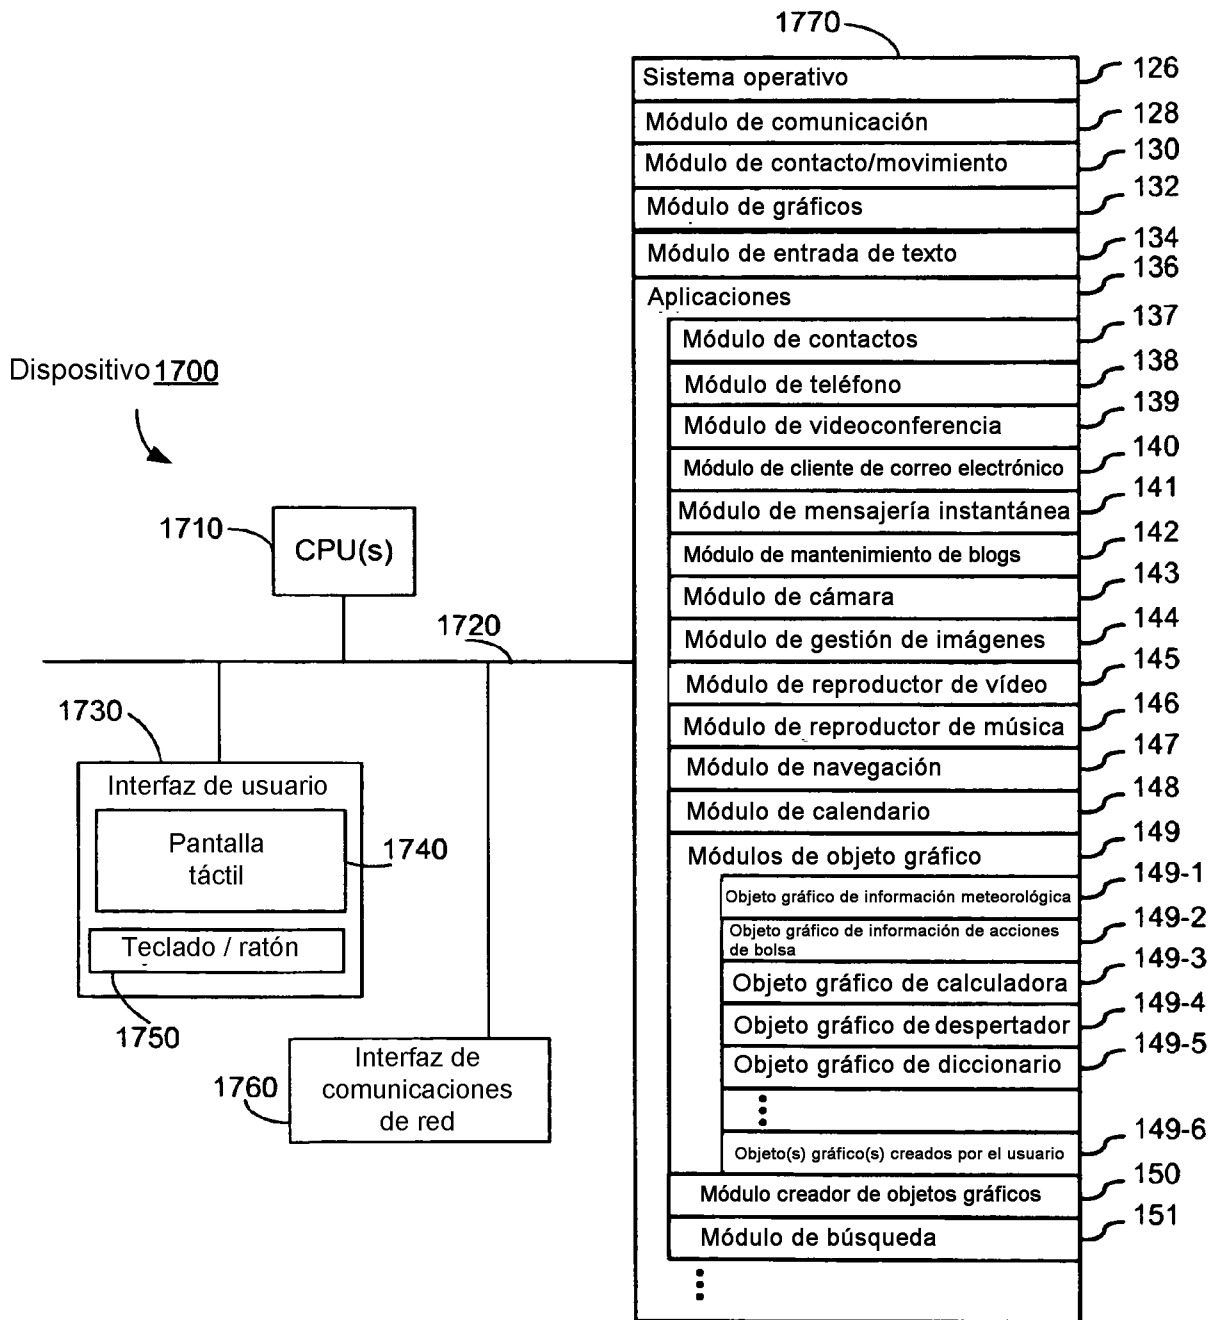 1770
Sistema operativo 126
Módulo de comunicación 128
Módulo de contacto/movimiento 130
Módulo de gráficos 132
Módulo de entrada de texto 134
Aplicaciones 136
Módulo de contactos 137
Módulo de teléfono 138
Módulo de videoconferencia 139
Módulo de cliente de correo electrónico 140
Módulo de mensajería instantánea 141
Módulo de mantenimiento de blogs 142
Módulo de cámara 143
Módulo de gestión de imágenes 144
Módulo de reproductor de vídeo 145
Módulo de reproductor de música 146
Módulo de navegación 147
Módulo de calendario 148
Módulos de objeto gráfico 149
Objeto gráfico de información meteorológica 149-1
Objeto gráfico de información de acciones
de bolsa 149-2
Objeto gráfico de calculadora 149-3
Objeto gráfico de despertador 149-4
Objeto gráfico de diccionario 149-5
Objeto(s) gráfico(s) creados por el usuario 149-6
Módulo creador de objetos gráficos 150
Módulo de búsqueda 151
Dispositivo 1700
1710
CPU(s)
1720
1730
Interfaz de usuario
Pantalla
táctil
1740
Teclado / ratón
1750
1760
Interfaz de
comunicaciones
de red